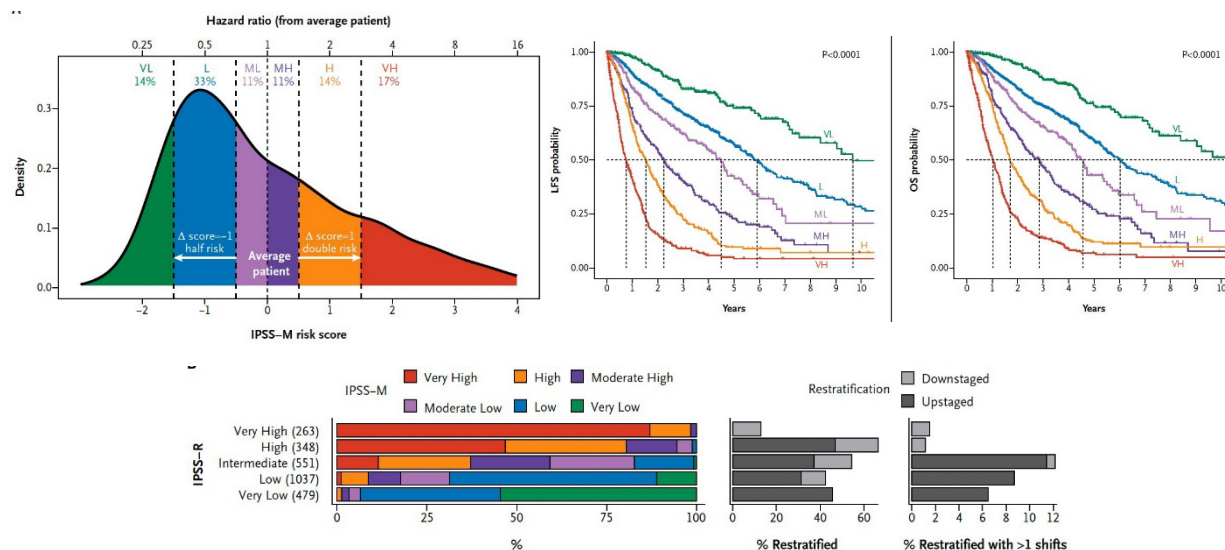 Hazard ratio (from average patient)
0.25 0.5 1 2 4 8 16
VL L ML MH H VH
14% 33% 11% 11% 14% 17%
0.3
0.2
0.1
0.0
Density
Δ score=−1
half risk
Average
patient
Δ score=1
double risk
−2 −1 0 1 2 3 4
IPSS–M risk score
P<0.0001
1.00
0.75
0.50
0.25
0.00
LFS probability
VL
L
ML
MH
H
VH
0 1 2 3 4 5 6 7 8 9 10
Years
P<0.0001
1.00
0.75
0.50
0.25
0.00
OS probability
VL
L
ML
MH
H
VH
0 1 2 3 4 5 6 7 8 9 10
Years
IPSS–M
Very High High Moderate High
Moderate Low Low Very Low
Restratification
Downstaged
Upstaged
IPSS–R
Very High (263)
High (348)
Intermediate (551)
Low (1037)
Very Low (479)
0 25 50 75 100
%
0 20 40 60
% Restratified
0 2 4 6 8 10 12
% Restratified with >1 shifts